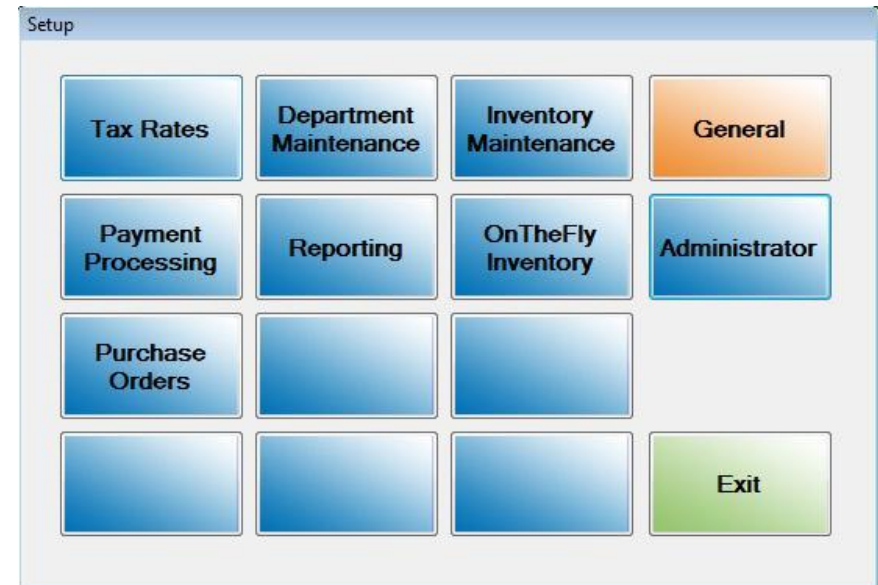 Setup
Tax Rates
Department
Maintenance
Inventory
Maintenance
General
Payment
Processing
Reporting
OnTheFly
Inventory
Administrator
Purchase
Orders
Exit